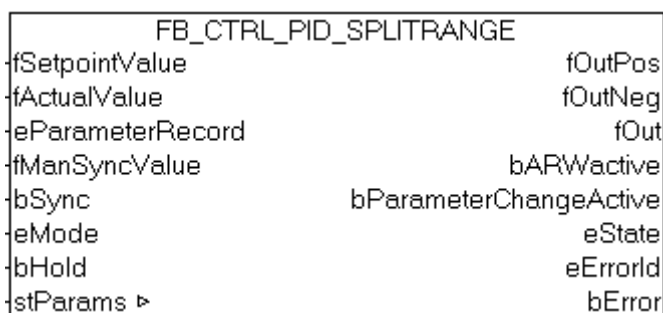 FB_CTRL_PID_SPLITRANGE
fSetpointValue fOutPos
fActualValue fOutNeg
eParameterRecord fOut
fManSyncValue bARWactive
bSync bParameterChangeActive
eMode eState
bHold eErrorId
stParams ▷ bError